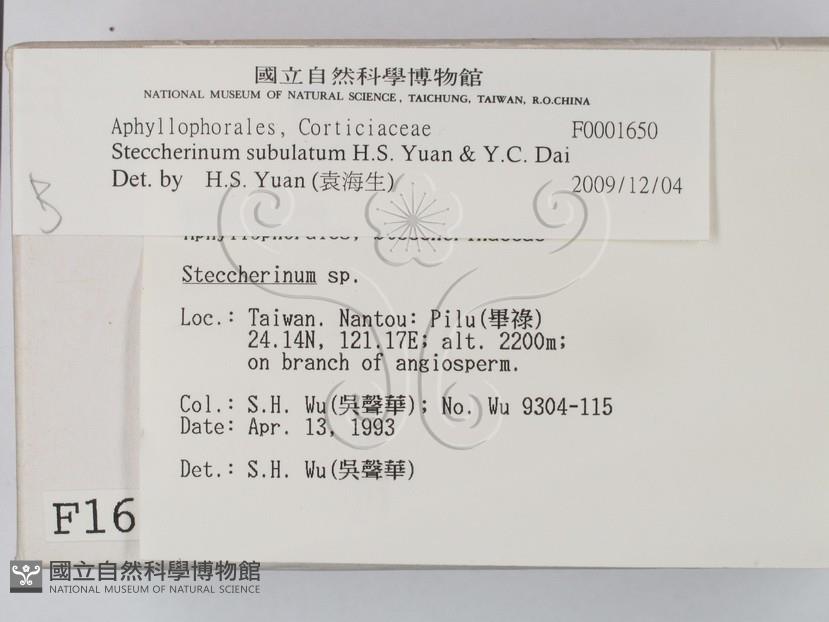 國立自然科學博物館
NATIONAL MUSEUM OF NATURAL SCIENCE, TAICHUNG, TAIWAN, R.O.CHINA
Aphyllophorales, Corticiaceae F0001650
Steccherinum subulatum H.S. Yuan & Y.C. Dai
Det. by H.S. Yuan (袁海生) 2009/12/04
Steccherinum sp.
Loc.: Taiwan. Nantou: Pilu(畢祿)
24.14N, 121.17E; alt. 2200m;
on branch of angiosperm.
Col.: S.H. Wu(吳聲華); No. Wu 9304-115
Date: Apr. 13, 1993
Det.: S.H. Wu(吳聲華)
F16
國立自然科學博物館
NATIONAL MUSEUM OF NATURAL SCIENCE